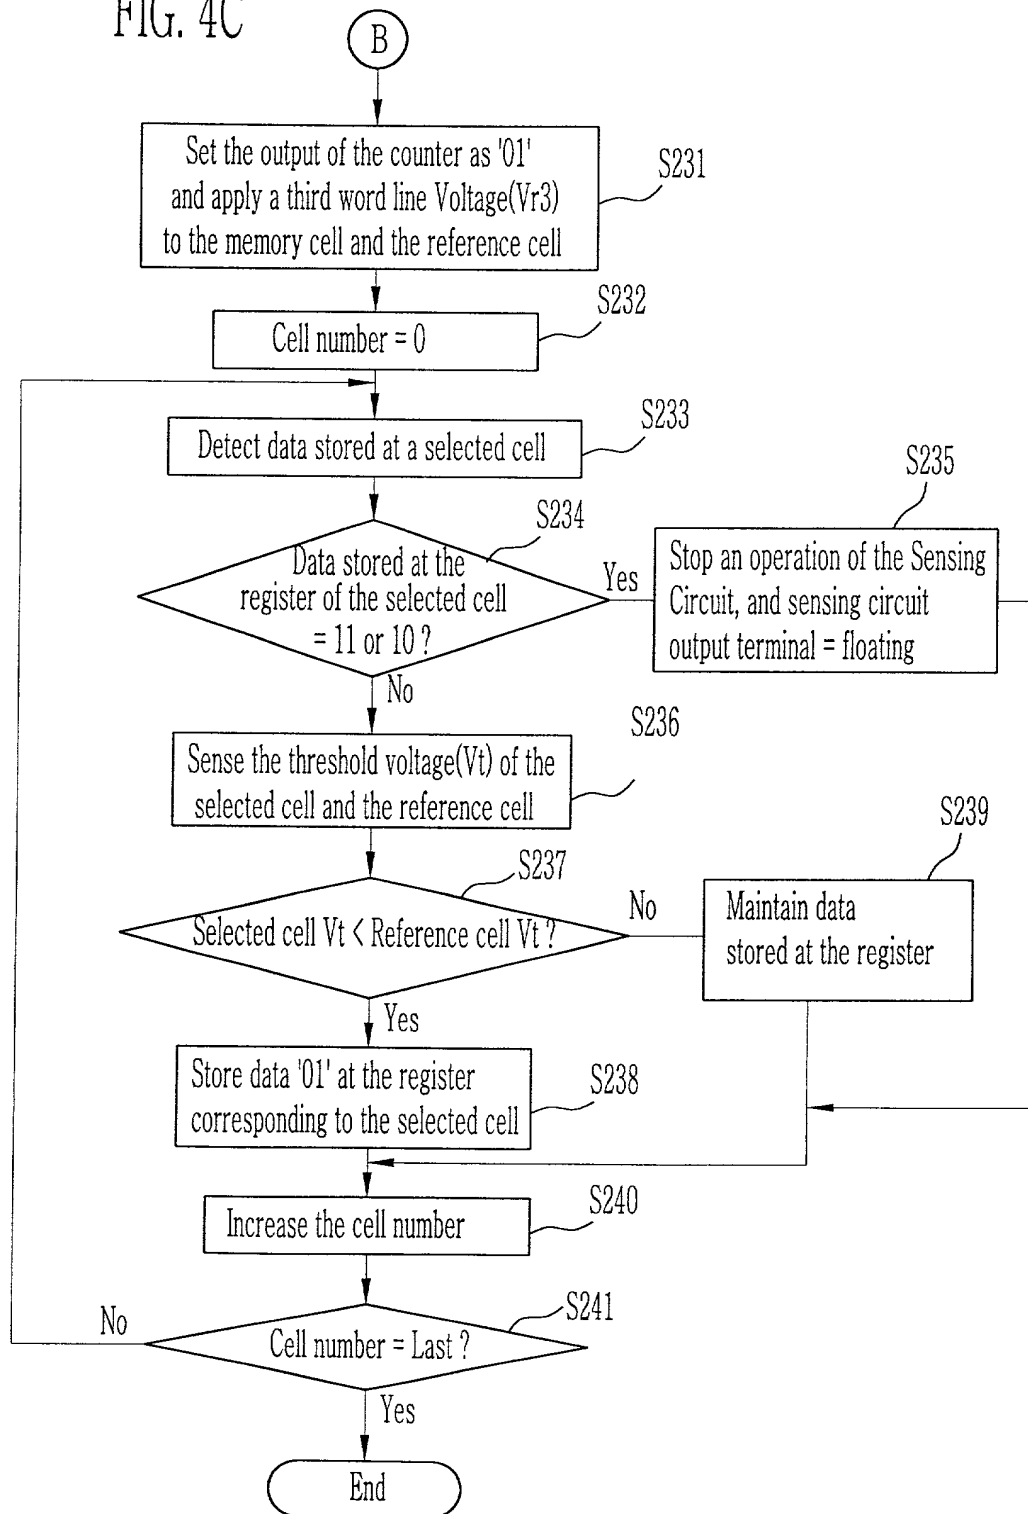 FIG. 4C
B
Set the output of the counter as '01'
and apply a third word line Voltage(Vr3)
to the memory cell and the reference cell
S231
Cell number = 0
S232
Detect data stored at a selected cell
S233
S234
Data stored at the
register of the selected cell
= 11 or 10 ?
Yes
No
S235
Stop an operation of the Sensing
Circuit, and sensing circuit
output terminal = floating
S236
Sense the threshold voltage(Vt) of the
selected cell and the reference cell
S237
Selected cell Vt < Reference cell Vt ?
No
Yes
S239
Maintain data
stored at the register
Store data '01' at the register
corresponding to the selected cell
S238
Increase the cell number
S240
S241
Cell number = Last ?
No
Yes
End